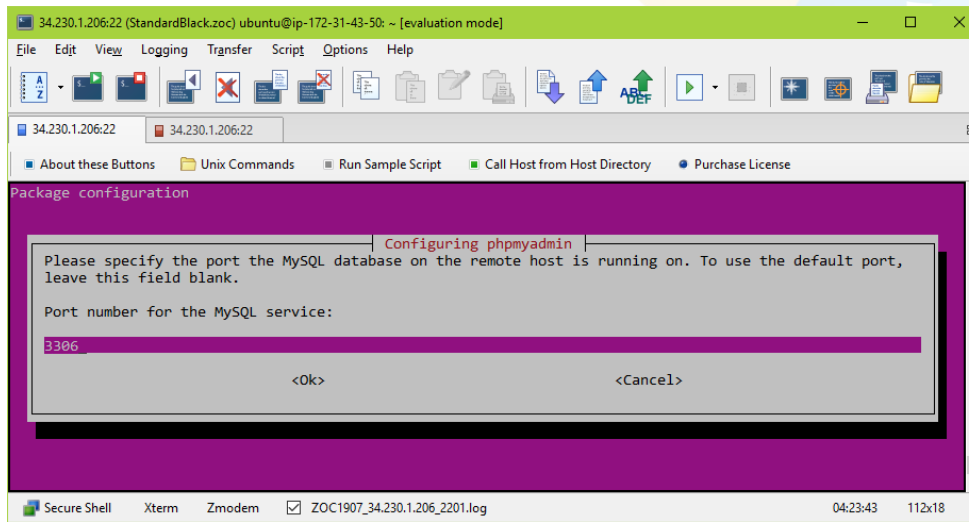 34.230.1.206:22 (StandardBlack.zoc) ubuntu@ip-172-31-43-50: ~ [evaluation mode]
File Edit View Logging Transfer Script Options Help
34.230.1.206:22 34.230.1.206:22
About these Buttons Unix Commands Run Sample Script Call Host from Host Directory Purchase License
Package configuration
Configuring phpmyadmin
Please specify the port the MySQL database on the remote host is running on. To use the default port,
leave this field blank.
Port number for the MySQL service:
3306
<Ok> <Cancel>
Secure Shell Xterm Zmodem ZOC1907_34.230.1.206_2201.log 04:23:43 112x18